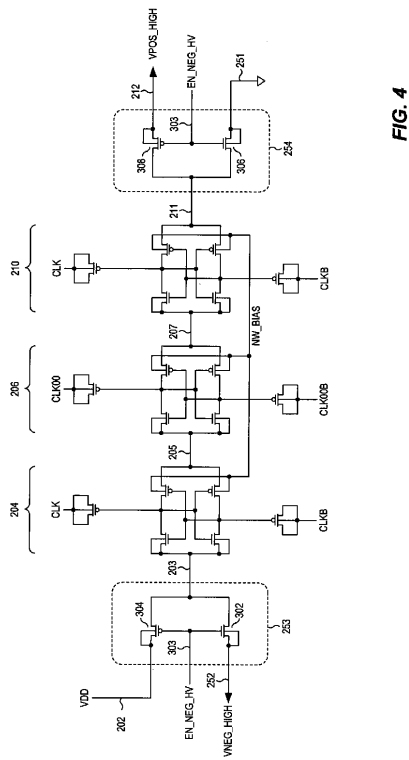 204
206
210
CLK
CLK00
CLK
VDD
202
304
308
212
VPOS_HIGH
EN_NEG_HV
303
203
205
207
211
303
EN_NEG_HV
VNEG_HIGH
252
302
306
251
253
NW_BIAS
254
CLKB
CLK00B
CLKB
FIG. 4